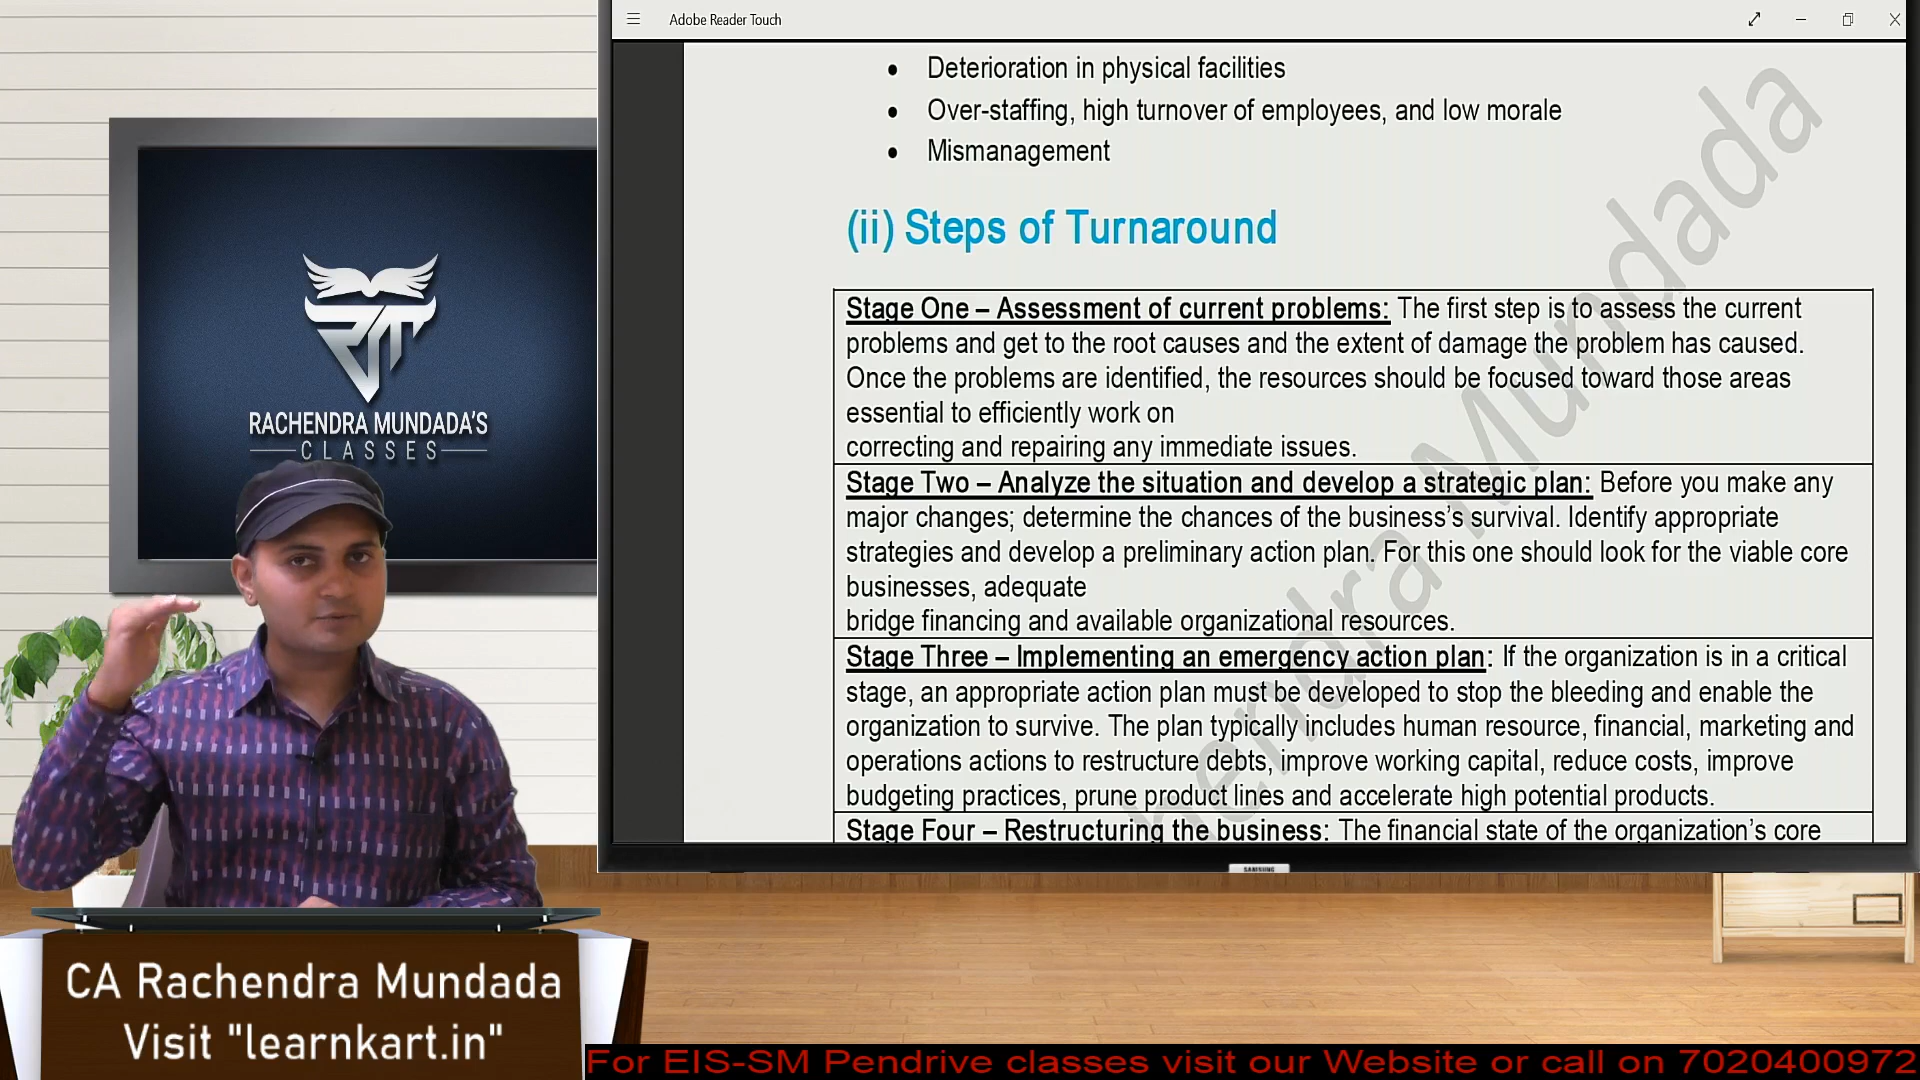 Adobe Reader Touch
• Deterioration in physical facilities
• Over-staffing, high turnover of employees, and low morale
• Mismanagement
(ii) Steps of Turnaround
Stage One – Assessment of current problems: The first step is to assess the current
problems and get to the root causes and the extent of damage the problem has caused.
Once the problems are identified, the resources should be focused toward those areas
essential to efficiently work on
correcting and repairing any immediate issues.
Stage Two – Analyze the situation and develop a strategic plan: Before you make any
major changes; determine the chances of the business's survival. Identify appropriate
strategies and develop a preliminary action plan. For this one should look for the viable core
businesses, adequate
bridge financing and available organizational resources.
Stage Three – Implementing an emergency action plan: If the organization is in a critical
stage, an appropriate action plan must be developed to stop the bleeding and enable the
organization to survive. The plan typically includes human resource, financial, marketing and
operations actions to restructure debts, improve working capital, reduce costs, improve
budgeting practices, prune product lines and accelerate high potential products.
Stage Four – Restructuring the business: The financial state of the organization's core
hendra Mundada
SAMSUNG
RACHENDRA MUNDADA'S
CLASSES
CA Rachendra Mundada
Visit "learnkart.in"
For EIS-SM Pendrive classes visit our Website or call on 7020400972